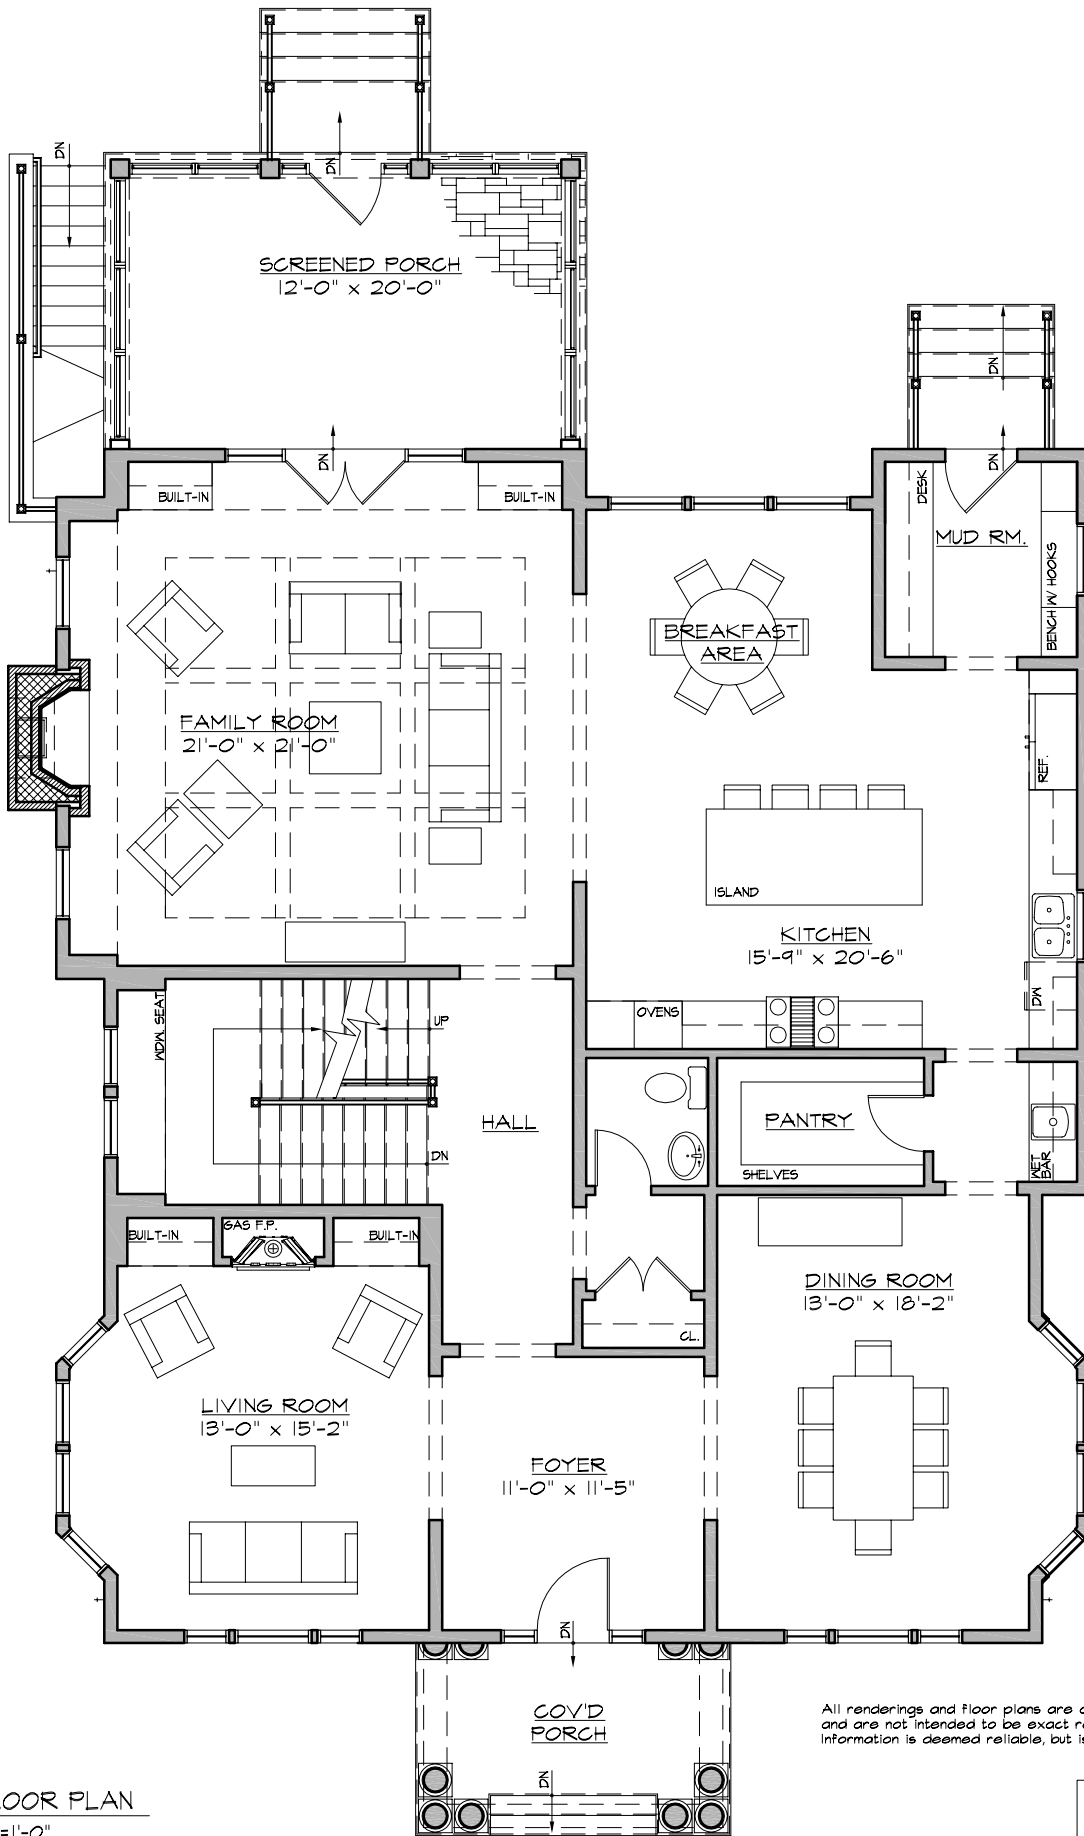 DN
DN
SCREENED PORCH
12'-0" x 20'-0"
DN
DN
DN
BUILT-IN
BUILT-IN
DESK
MUD RM.
BENCH W/ HOOKS
BREAKFAST
AREA
FAMILY ROOM
21'-0" x 21'-0"
REF.
ISLAND
KITCHEN
15'-9" x 20'-6"
WDW. SEAT
UP
OVENS
DW
HALL
PANTRY
DN
SHELVES
WET
BAR
BUILT-IN
GAS F.P.
BUILT-IN
DINING ROOM
13'-0" x 18'-2"
CL.
LIVING ROOM
13'-0" x 15'-2"
FOYER
11'-0" x 11'-5"
DN
COV'D
PORCH
DN
All renderings and floor plans are
and are not intended to be exact
information is deemed reliable, but
PLAN
=1'-0"